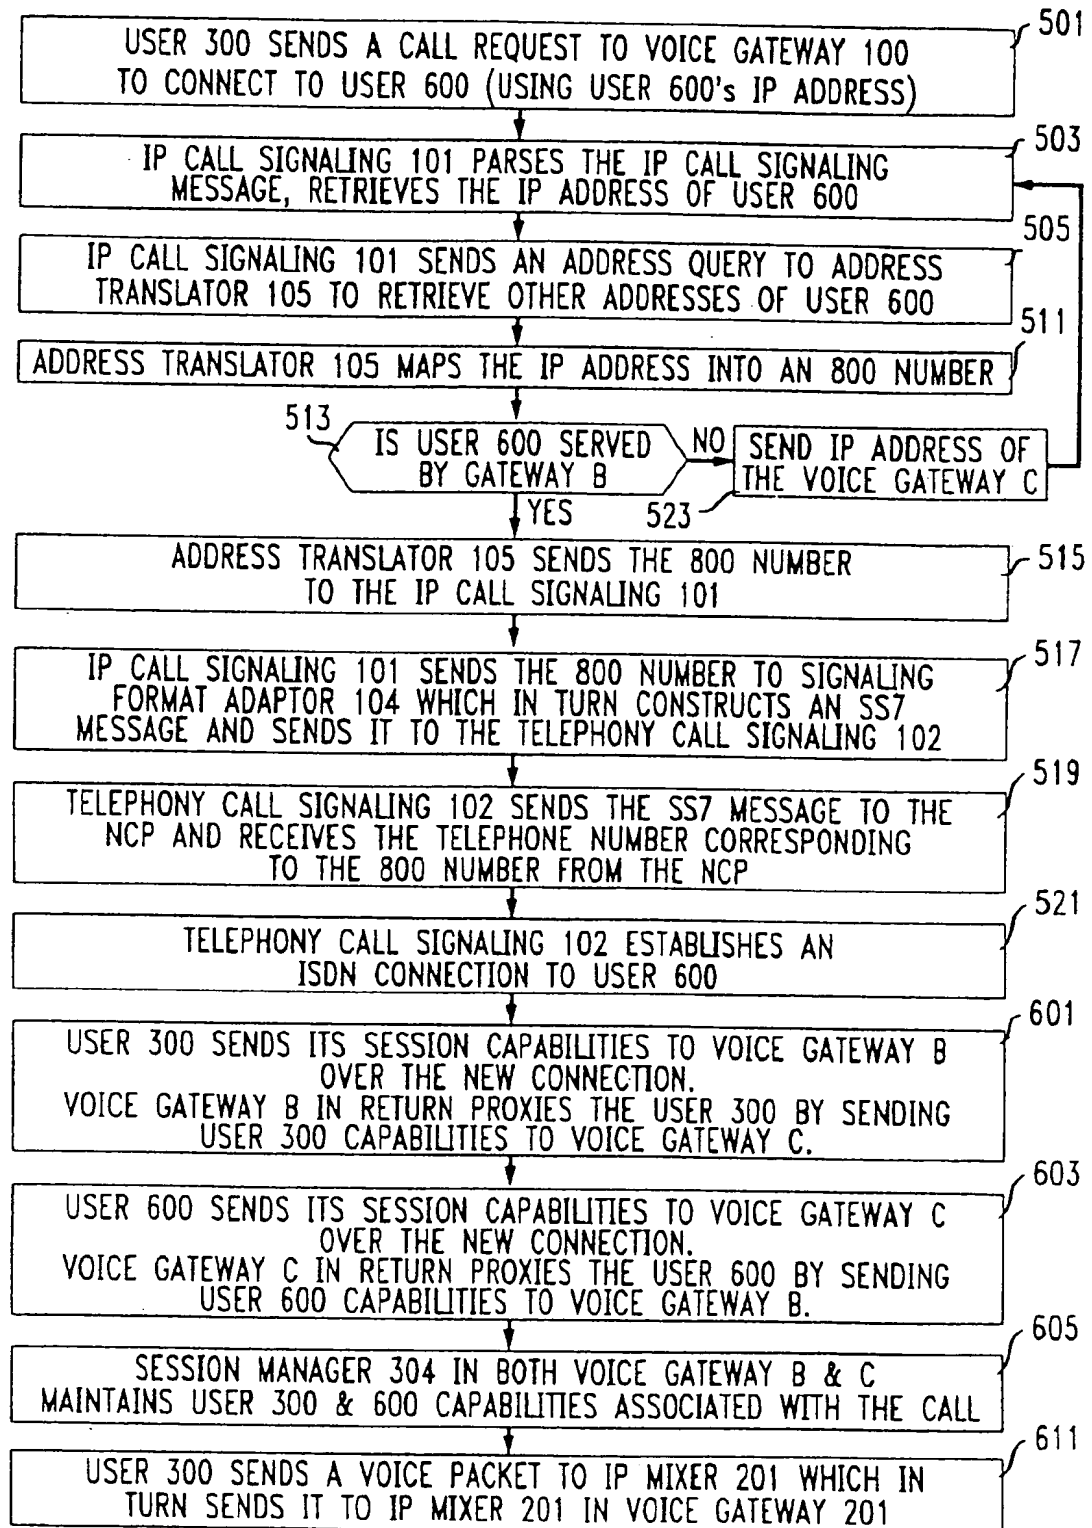 501
USER 300 SENDS A CALL REQUEST TO VOICE GATEWAY 100
TO CONNECT TO USER 600 (USING USER 600's IP ADDRESS)
503
IP CALL SIGNALING 101 PARSES THE IP CALL SIGNALING
MESSAGE, RETRIEVES THE IP ADDRESS OF USER 600
505
IP CALL SIGNALING 101 SENDS AN ADDRESS QUERY TO ADDRESS
TRANSLATOR 105 TO RETRIEVE OTHER ADDRESSES OF USER 600
511
ADDRESS TRANSLATOR 105 MAPS THE IP ADDRESS INTO AN 800 NUMBER
513
IS USER 600 SERVED
BY GATEWAY B
NO
SEND IP ADDRESS OF
THE VOICE GATEWAY C
YES
523
515
ADDRESS TRANSLATOR 105 SENDS THE 800 NUMBER
TO THE IP CALL SIGNALING 101
517
IP CALL SIGNALING 101 SENDS THE 800 NUMBER TO SIGNALING
FORMAT ADAPTOR 104 WHICH IN TURN CONSTRUCTS AN SS7
MESSAGE AND SENDS IT TO THE TELEPHONY CALL SIGNALING 102
519
TELEPHONY CALL SIGNALING 102 SENDS THE SS7 MESSAGE TO THE
NCP AND RECEIVES THE TELEPHONE NUMBER CORRESPONDING
TO THE 800 NUMBER FROM THE NCP
521
TELEPHONY CALL SIGNALING 102 ESTABLISHES AN
ISDN CONNECTION TO USER 600
601
USER 300 SENDS ITS SESSION CAPABILITIES TO VOICE GATEWAY B
OVER THE NEW CONNECTION.
VOICE GATEWAY B IN RETURN PROXIES THE USER 300 BY SENDING
USER 300 CAPABILITIES TO VOICE GATEWAY C.
603
USER 600 SENDS ITS SESSION CAPABILITIES TO VOICE GATEWAY C
OVER THE NEW CONNECTION.
VOICE GATEWAY C IN RETURN PROXIES THE USER 600 BY SENDING
USER 600 CAPABILITIES TO VOICE GATEWAY B.
605
SESSION MANAGER 304 IN BOTH VOICE GATEWAY B & C
MAINTAINS USER 300 & 600 CAPABILITIES ASSOCIATED WITH THE CALL
611
USER 300 SENDS A VOICE PACKET TO IP MIXER 201 WHICH IN
TURN SENDS IT TO IP MIXER 201 IN VOICE GATEWAY 201